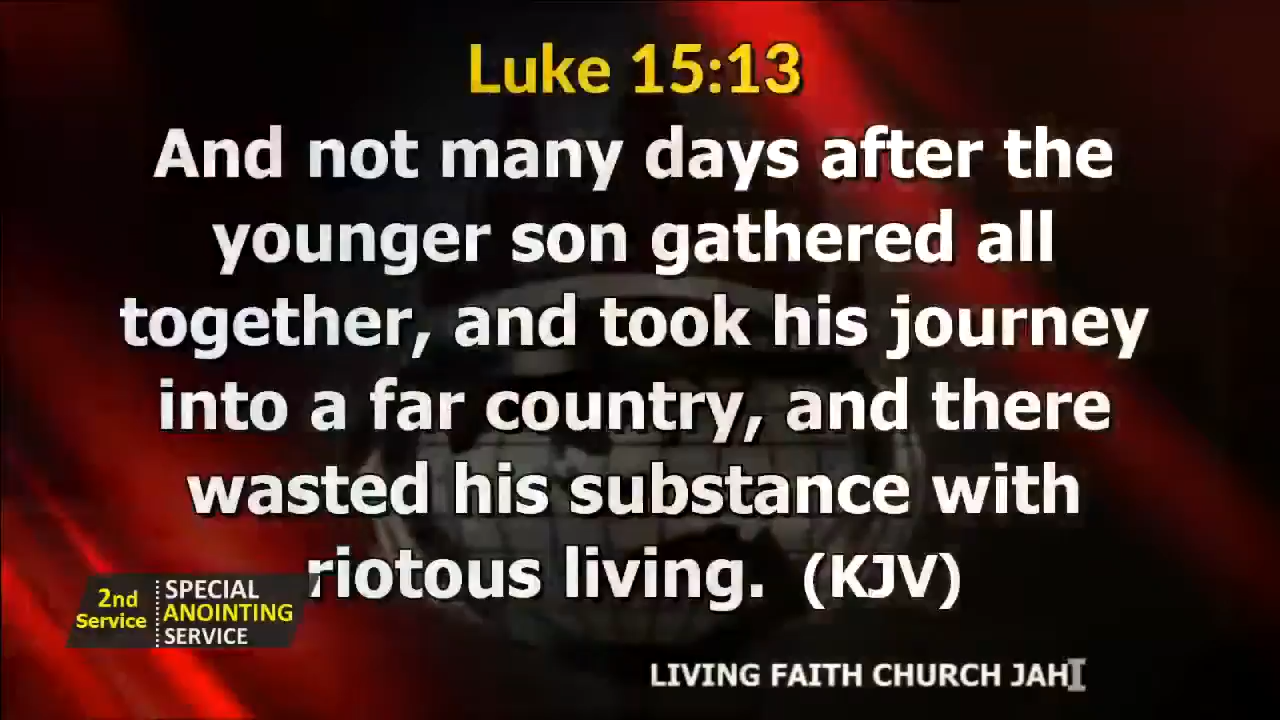 Luke 15:13
And not many days after the
younger son gathered all
together, and took his journey
into a far country, and there
wasted his substance with
riotous living. (KJV)
2nd
Service
SPECIAL
ANOINTING
SERVICE
LIVING FAITH CHURCH JAHI